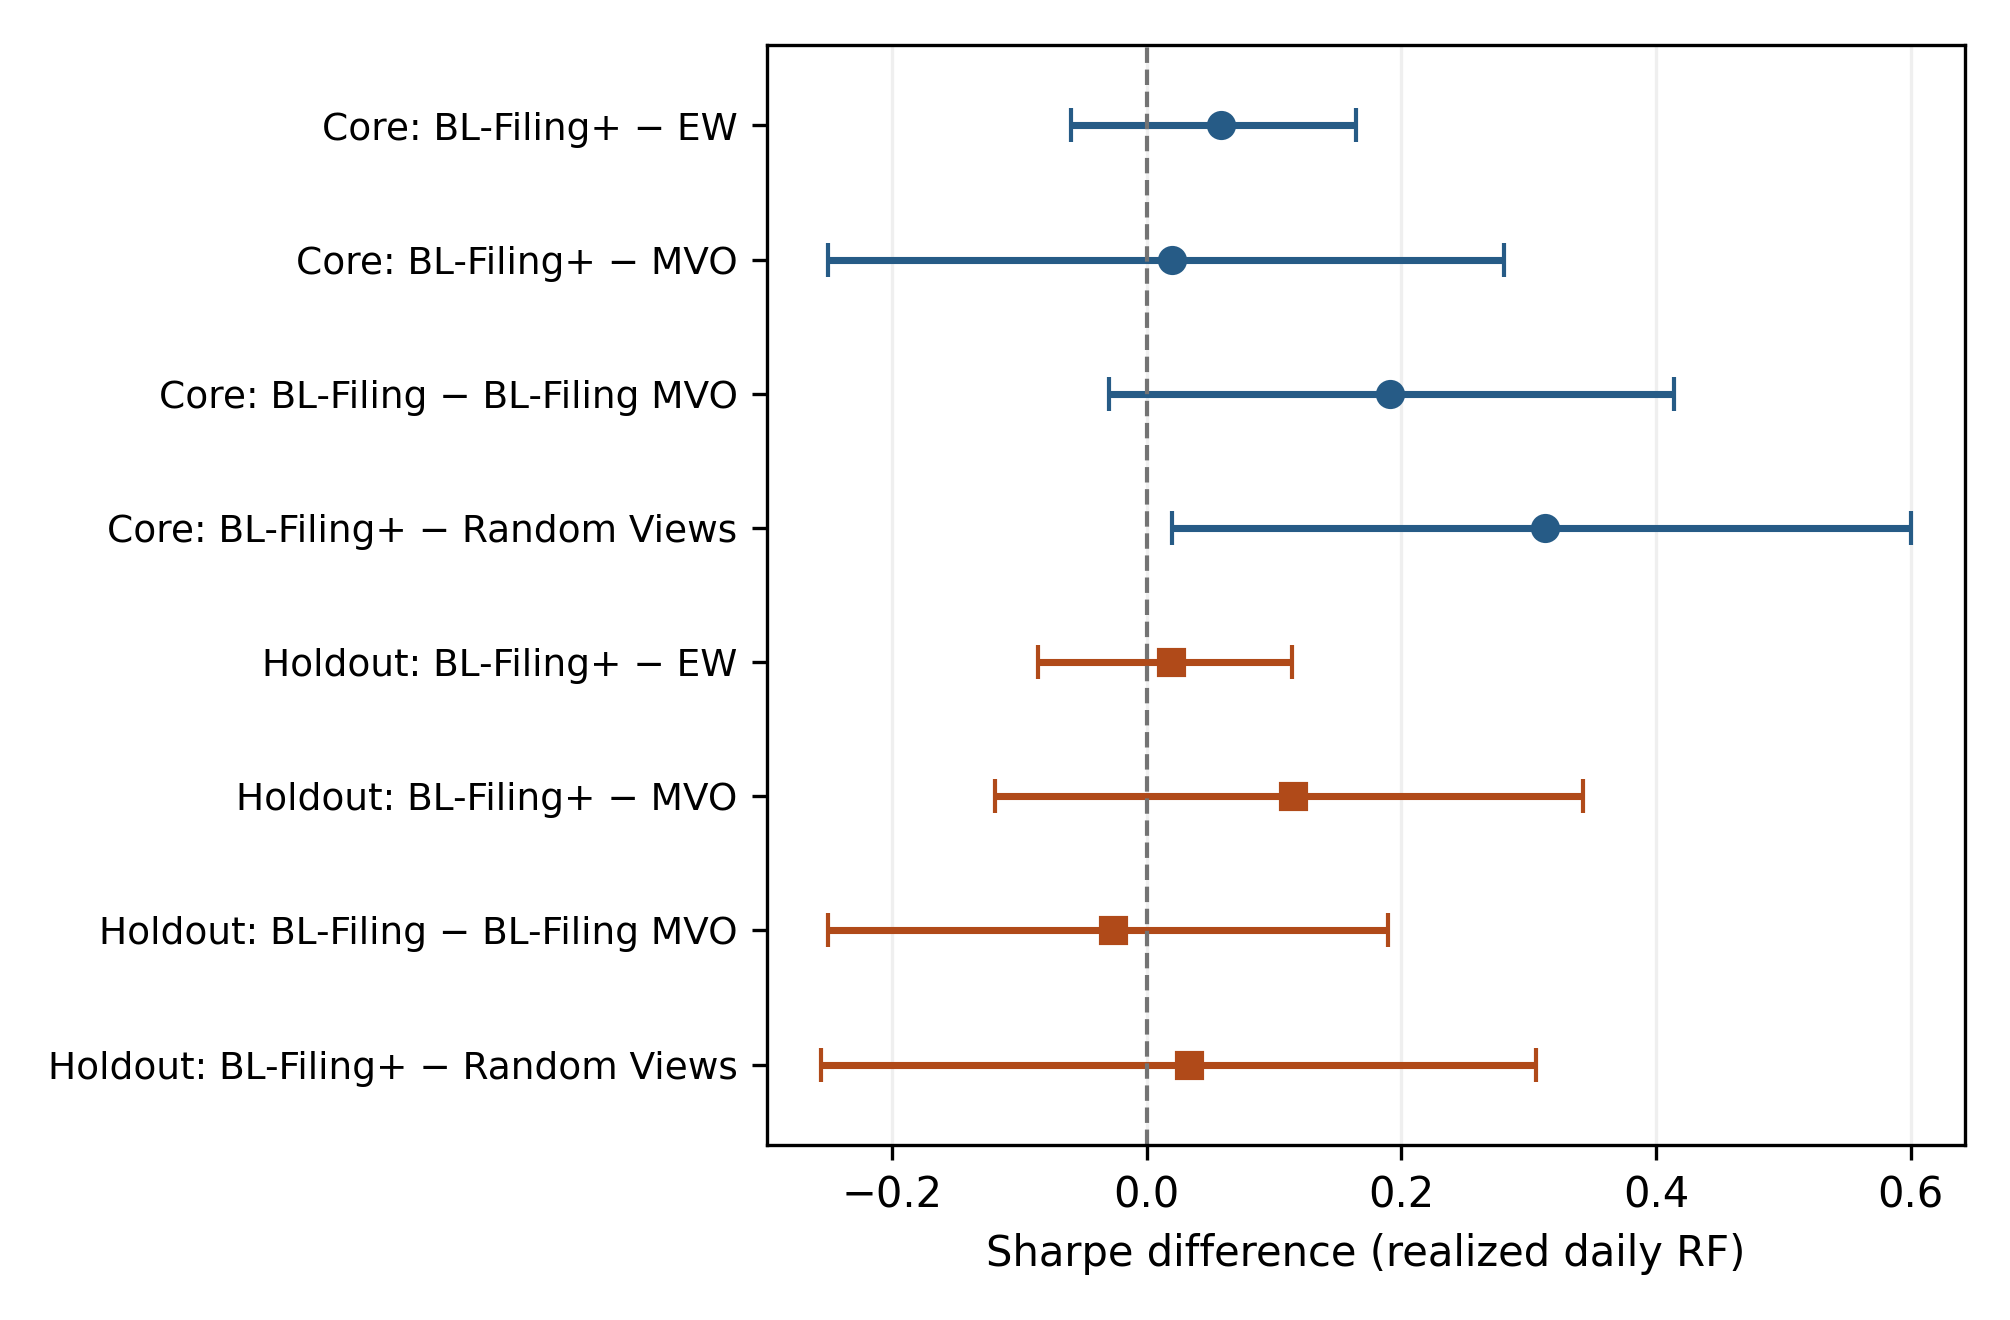 Core: BL-Filing+ − EW
Core: BL-Filing+ − MVO
Core: BL-Filing − BL-Filing MVO
Core: BL-Filing+ − Random Views
Holdout: BL-Filing+ − EW
Holdout: BL-Filing+ − MVO
Holdout: BL-Filing − BL-Filing MVO
Holdout: BL-Filing+ − Random Views
−0.2 0.0 0.2 0.4 0.6
Sharpe difference (realized daily RF)